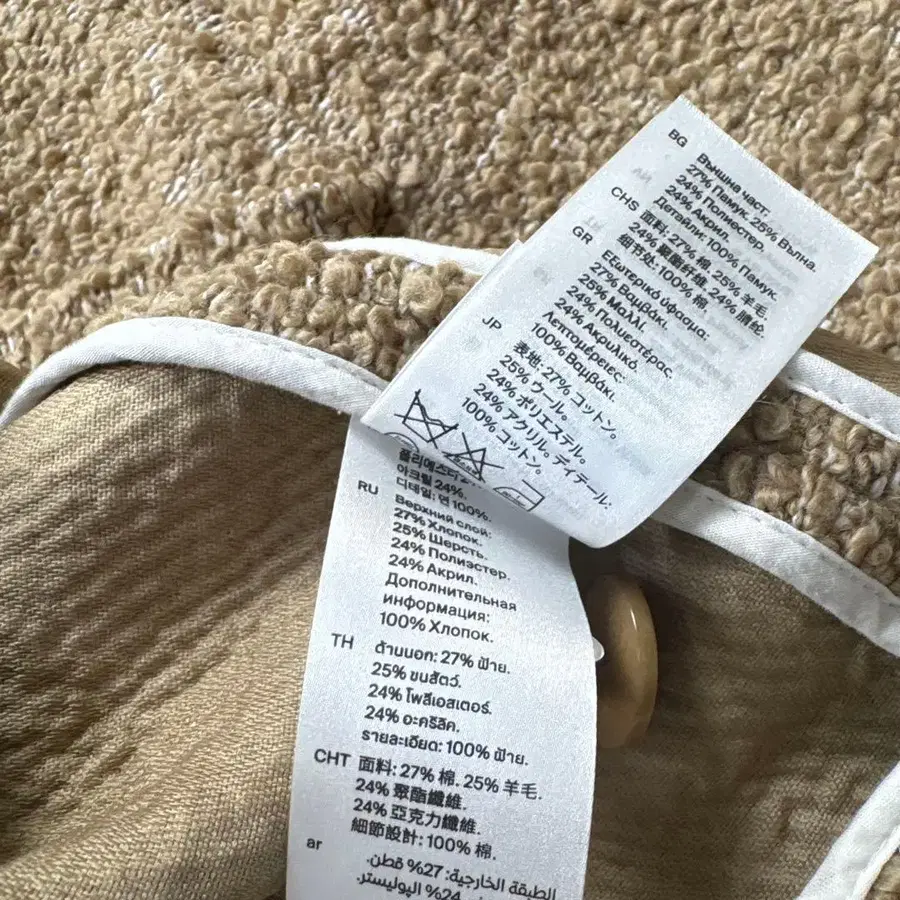 BG Външна част:
27% Памук. 25% Вълна.
24% Полиестер.
24% Акрил.
Детайли: 100% Памук.
CHS 面料: 27% 棉. 25% 羊毛.
24% 聚酯纤维. 24% 腈纶.
细节处: 100% 棉.
GR Εξωτερικό ύφασμα:
27% Βαμβάκι.
25% Μαλλί.
24% Πολυεστέρας.
24% Ακρυλικό.
Λεπτομέρειες:
100% Βαμβάκι.
JP 表地: 27% コットン。
25% ウール。
24% ポリエステル。
24% アクリル。ディテール:
100% コットン。
폴리에스터
아크릴 24%.
디테일; 면 100%.
RU Верхний слой:
27% Хлопок.
25% Шерсть.
24% Полиэстер.
24% Акрил.
Дополнительная
информация:
100% Хлопок.
TH ด้านนอก: 27% ฝ้าย.
25% ขนสัตว์.
24% โพลีเอสเตอร์.
24% อะคริลิค.
รายละเอียด: 100% ฝ้าย.
CHT 面料: 27% 棉. 25% 羊毛.
24% 聚酯纖維.
24% 亞克力纖維.
細節設計: 100% 棉.
ar الطبقة الخارجية: 27% قطن.
24% البوليستر.